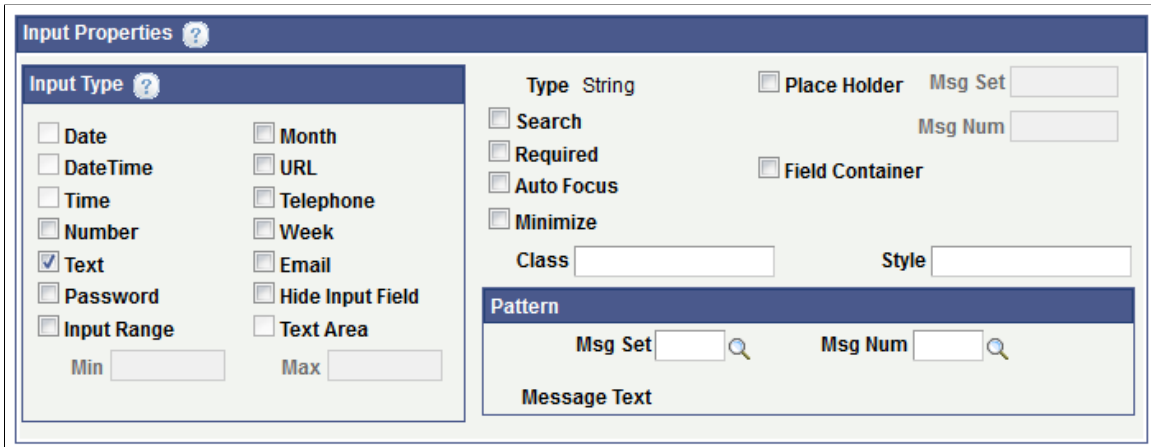 Input Properties ?
Input Type ?
Date Month
DateTime URL
Time Telephone
Number Week
Text Email
Password Hide Input Field
Input Range Text Area
Min Max
Type String Place Holder Msg Set
Search Msg Num
Required
Auto Focus Field Container
Minimize
Class Style
Pattern
Msg Set Msg Num
Message Text